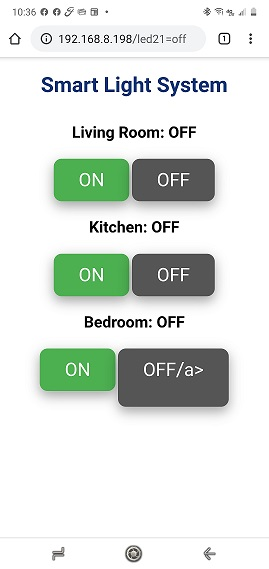 10:36
192.168.8.198/led21=off
1
Smart Light System
Living Room: OFF
ON OFF
Kitchen: OFF
ON OFF
Bedroom: OFF
ON OFF/a>